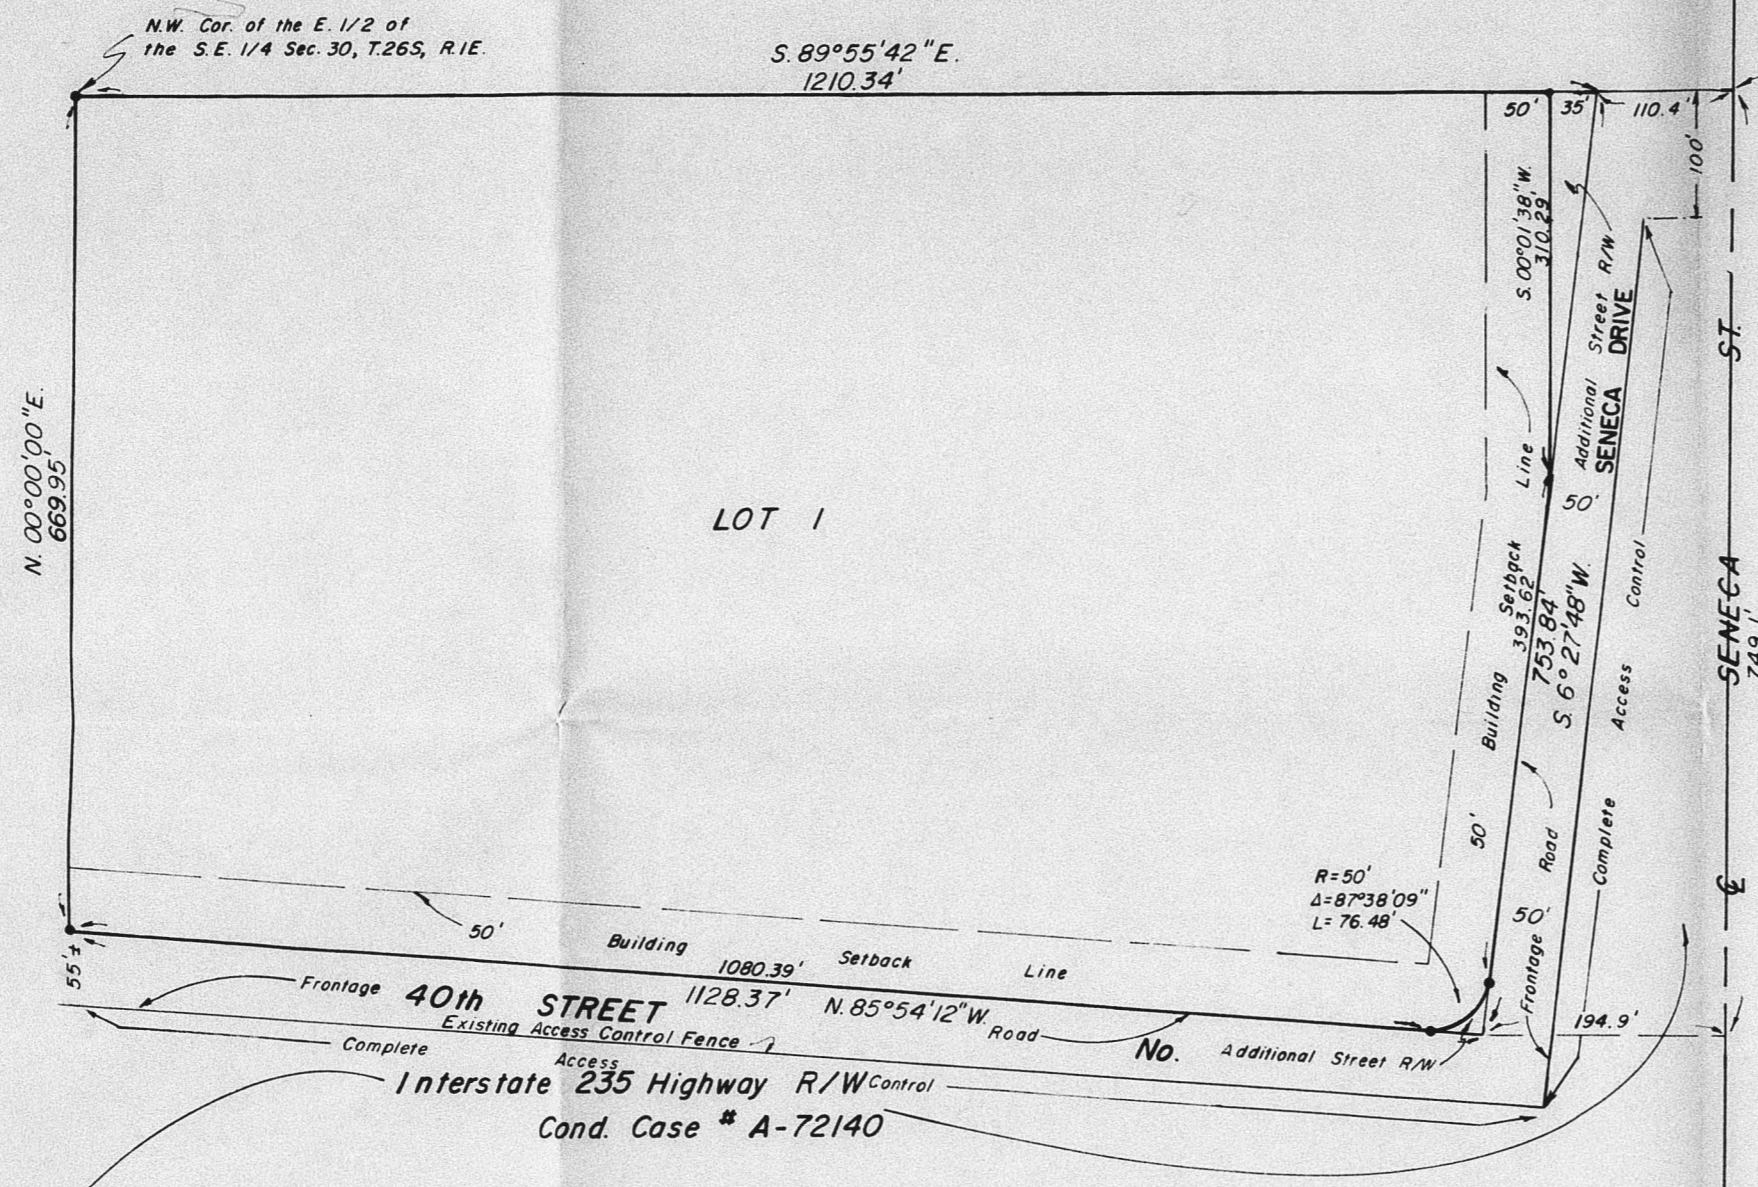 N.W. Cor. of the E. 1/2 of
the S.E. 1/4 Sec. 30, T.26S, R.1E.
S. 89°55'42"E.
1210.34'
50'
35'
110.4'
100'
S. 00°01'38"W.
310.29'
N. 00°00'00"E.
669.95'
LOT 1
Additional Street R/W
SENECA DRIVE
50'
Building Setback Line
393.62'
753.84'
S. 6°27'48"W.
Complete Access Control
SENECA ST.
749.1'
℄
50'
R=50'
Δ=87°38'09"
L= 76.48'
50'
Frontage Road
194.9'
50'
Building Setback Line
1080.39'
55'±
Frontage Road
No. 40th STREET
1128.37' N. 85°54'12"W.
Existing Access Control Fence
Additional Street R/W
Complete Access Control
Interstate 235 Highway R/W
Cond. Case # A-72140